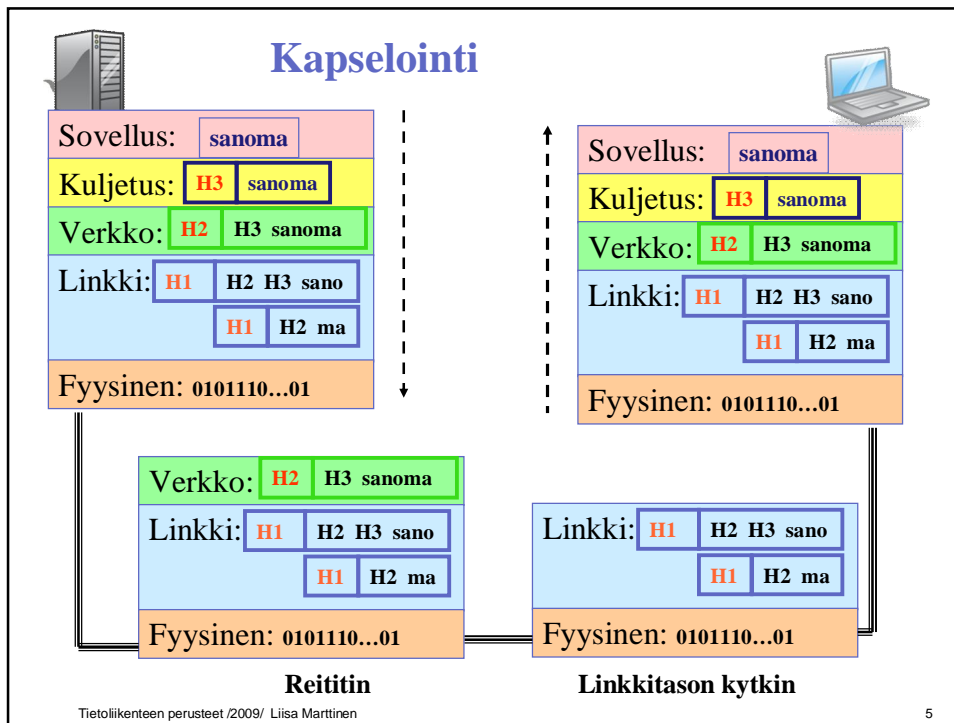 Kapselointi
Sovellus: sanoma
Kuljetus: H3 sanoma
Verkko: H2 H3 sanoma
Linkki: H1 H2 H3 sano
H1 H2 ma
Fyysinen: 0101110...01
Sovellus: sanoma
Kuljetus: H3 sanoma
Verkko: H2 H3 sanoma
Linkki: H1 H2 H3 sano
H1 H2 ma
Fyysinen: 0101110...01
Verkko: H2 H3 sanoma
Linkki: H1 H2 H3 sano
H1 H2 ma
Fyysinen: 0101110...01
Reititin
Linkki: H1 H2 H3 sano
H1 H2 ma
Fyysinen: 0101110...01
Linkkitason kytkin
Tietoliikenteen perusteet /2009/ Liisa Marttinen
5